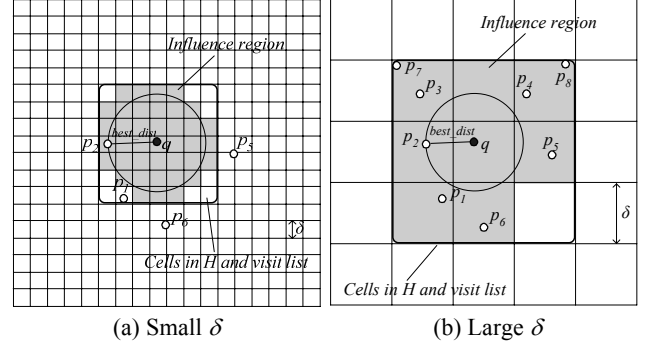 Influence region
best_dist
p2
q
p5
p1
p6
δ
Cells in H and visit list
(a) Small δ
Influence region
p7
p8
p3
p4
best_dist
p2
q
p5
p1
δ
p6
Cells in H and visit list
(b) Large δ